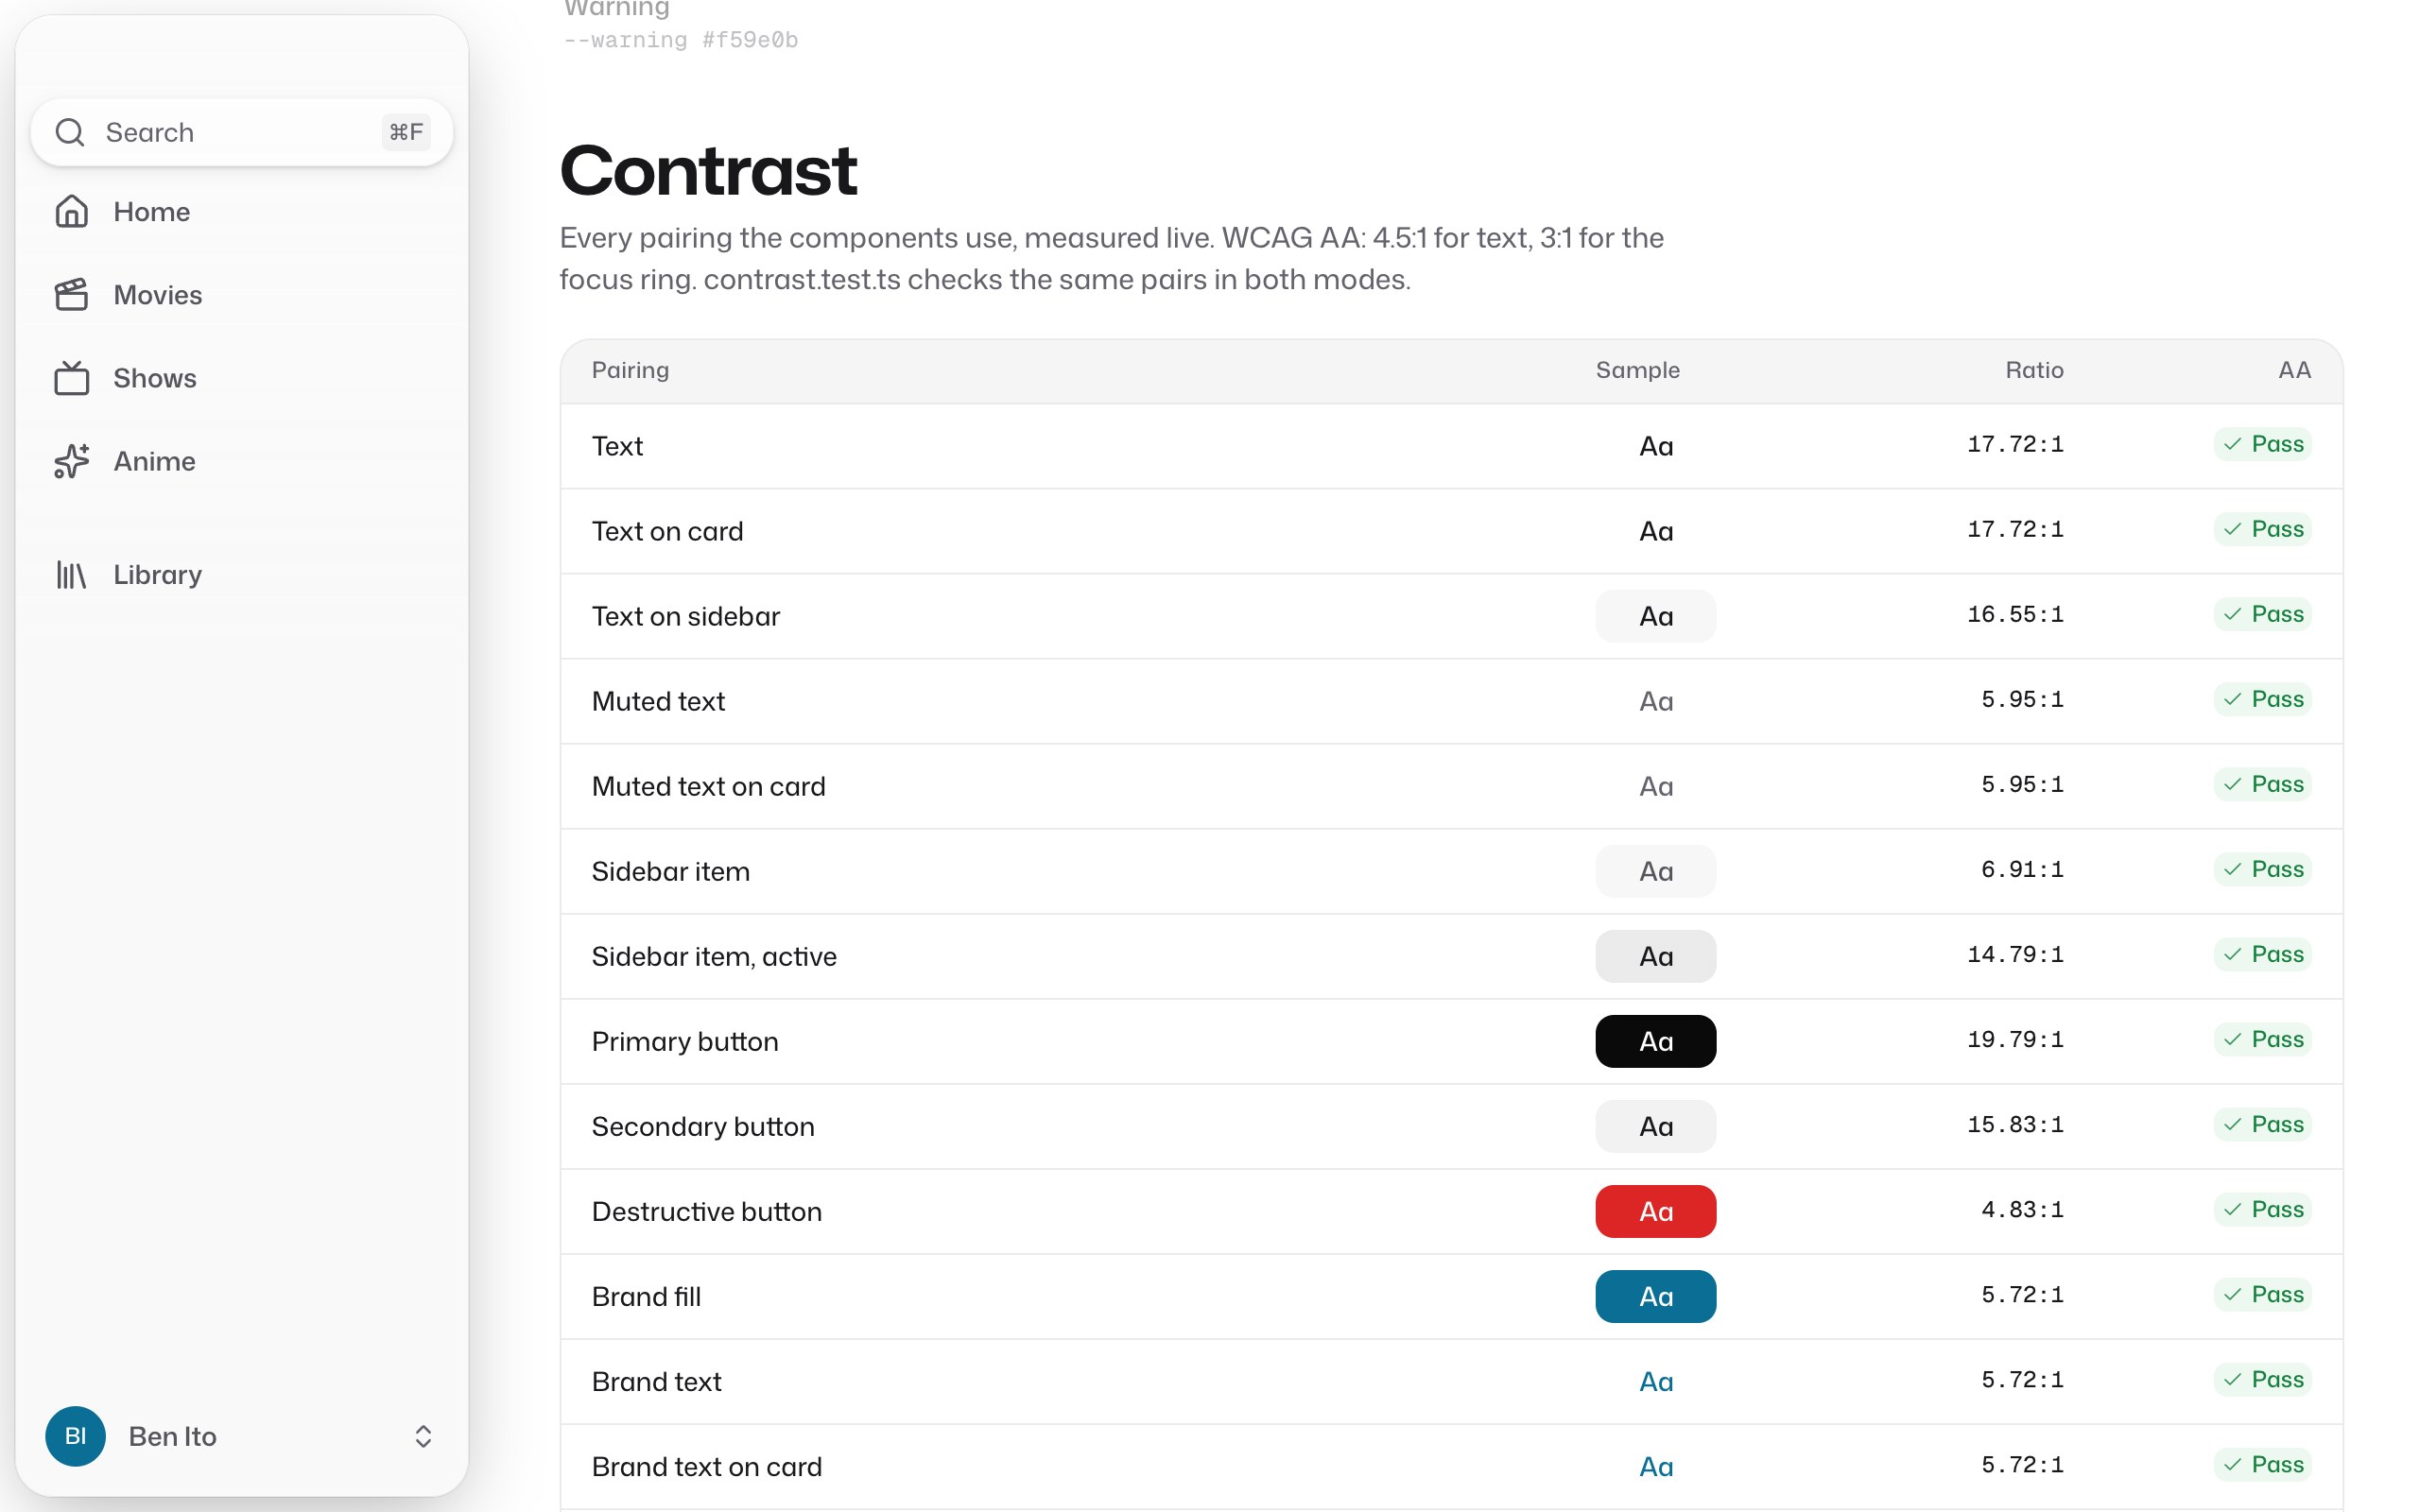 Warning
--warning #f59e0b
Search ⌘F
Home
Movies
Shows
Anime
Library
BI Ben Ito
Contrast
Every pairing the components use, measured live. WCAG AA: 4.5:1 for text, 3:1 for the
focus ring. contrast.test.ts checks the same pairs in both modes.
Pairing Sample Ratio AA
Text Aa 17.72:1 Pass
Text on card Aa 17.72:1 Pass
Text on sidebar Aa 16.55:1 Pass
Muted text Aa 5.95:1 Pass
Muted text on card Aa 5.95:1 Pass
Sidebar item Aa 6.91:1 Pass
Sidebar item, active Aa 14.79:1 Pass
Primary button Aa 19.79:1 Pass
Secondary button Aa 15.83:1 Pass
Destructive button Aa 4.83:1 Pass
Brand fill Aa 5.72:1 Pass
Brand text Aa 5.72:1 Pass
Brand text on card Aa 5.72:1 Pass